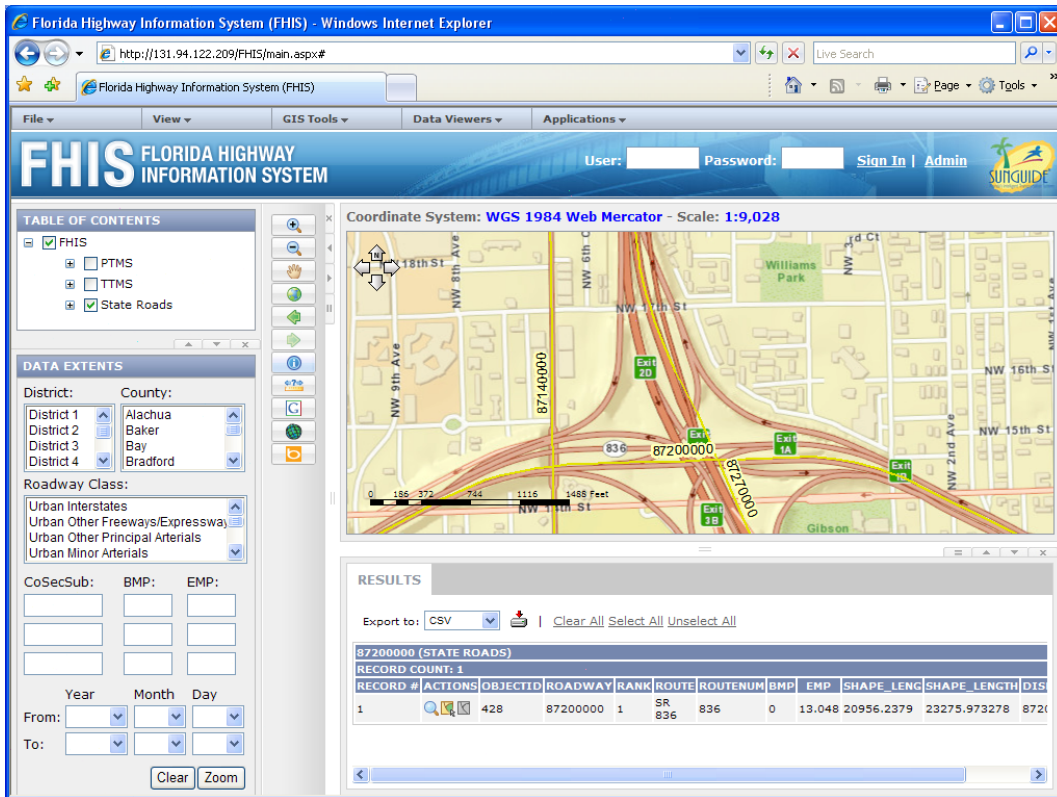 Florida Highway Information System (FHIS) - Windows Internet Explorer
http://131.94.122.209/FHIS/main.aspx#
Live Search
Florida Highway Information System (FHIS)
Page
Tools
»
File View GIS Tools Data Viewers Applications
FHIS FLORIDA HIGHWAY
INFORMATION SYSTEM
User: Password: Sign In | Admin
SUNGUIDE
TABLE OF CONTENTS
FHIS
PTMS
TTMS
State Roads
DATA EXTENTS
District: County:
District 1 Alachua
District 2 Baker
District 3 Bay
District 4 Bradford
Roadway Class:
Urban Interstates
Urban Other Freeways/Expressway
Urban Other Principal Arterials
Urban Minor Arterials
CoSecSub: BMP: EMP:
Year Month Day
From:
To:
Clear Zoom
Coordinate System: WGS 1984 Web Mercator - Scale: 1:9,028
N
18th St
NW 8th Ave
NW 6th C
rd Ct
NW
Williams
Park
NW 17th St
NW 1st Ave
NW 9th Ave
87140000
Exit
2D
NW 16th St
NW 15th St
NW 2nd Ave
836
87200000
Exit
Exit
1A
Exit
1B
87270000
0 186 372 744 1116 1488 Feet
Exit
3B
Gibson
RESULTS
Export to: CSV | Clear All Select All Unselect All
87200000 (STATE ROADS)
RECORD COUNT: 1
RECORD # ACTIONS OBJECTID ROADWAY RANK ROUTE ROUTENUM BMP EMP SHAPE_LENG SHAPE_LENGTH DIS
1 428 87200000 1 SR 836 836 0 13.048 20956.2379 23275.973278 872